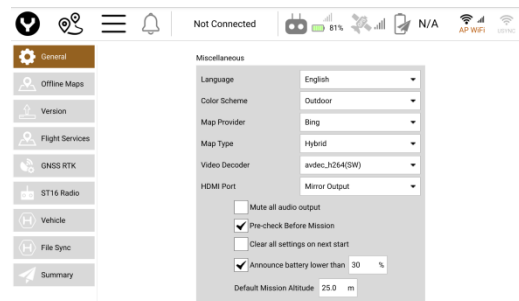 Not Connected 81% N/A AP WiFi GSYNC
General
Offline Maps
Version
Flight Services
GNSS RTK
ST16 Radio
Vehicle
File Sync
Summary
Miscellaneous
Language English
Color Scheme Outdoor
Map Provider Bing
Map Type Hybrid
Video Decoder avdec_h264(SW)
HDMI Port Mirror Output
Mute all audio output
Pre-check Before Mission
Clear all settings on next start
Announce battery lower than 30 %
Default Mission Altitude 25.0 m